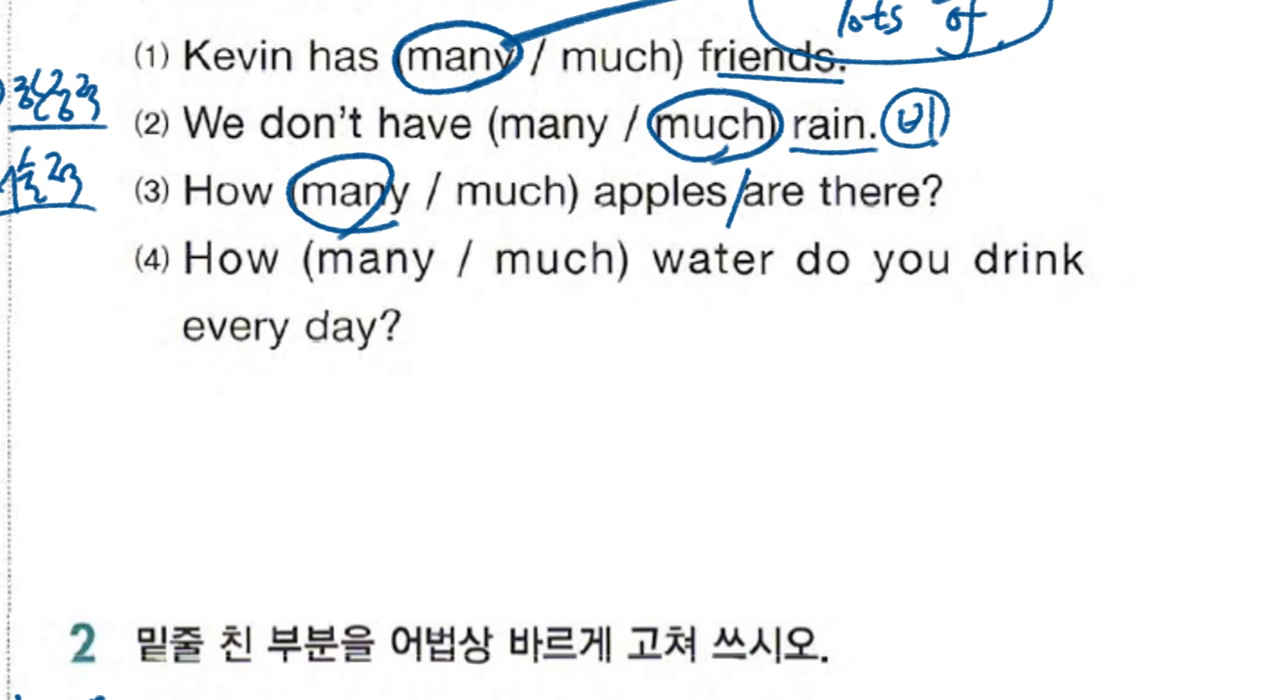 lots of
(1) Kevin has (many / much) friends.
(2) We don't have (many / much) rain. 비
(3) How (many / much) apples / are there?
(4) How (many / much) water do you drink
every day?
2 밑줄 친 부분을 어법상 바르게 고쳐 쓰시오.